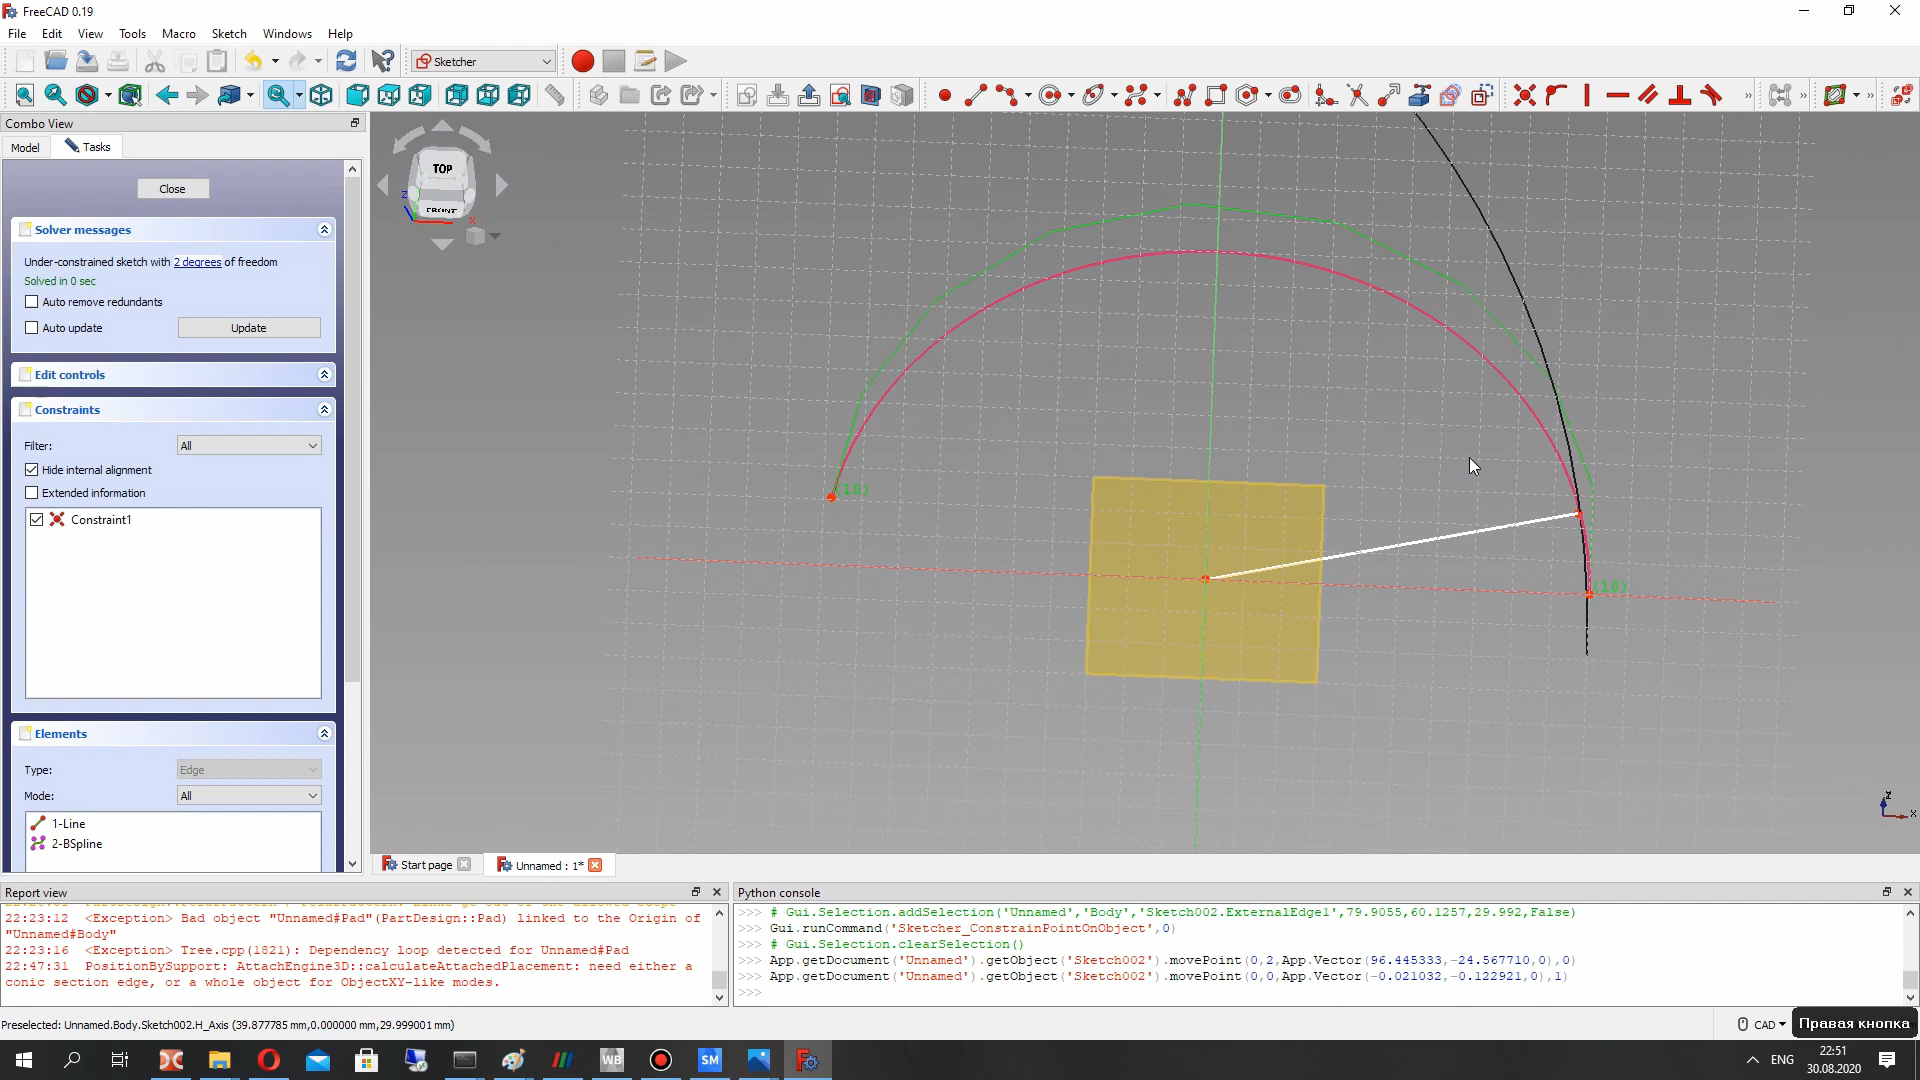 FreeCAD 0.19
File Edit View Tools Macro Sketch Windows Help
Sketcher
Combo View
Model Tasks
Close
Solver messages
Under-constrained sketch with 2 degrees of freedom
Solved in 0 sec
Auto remove redundants
Auto update Update
Edit controls
Constraints
Filter: All
Hide internal alignment
Extended information
Constraint1
Elements
Type: Edge
Mode: All
1-Line
2-BSpline
TOP
FRONT
Z
X
(10)
(10)
Z
X
Start page Unnamed : 1*
Report view
22:23:12 <Exception> Bad object "Unnamed#Pad"(PartDesign::Pad) linked to the Origin of
"Unnamed#Body"
22:23:16 <Exception> Tree.cpp(1821): Dependency loop detected for Unnamed#Pad
22:47:31 PositionBySupport: AttachEngine3D::calculateAttachedPlacement: need either a
conic section edge, or a whole object for ObjectXY-like modes.
Python console
>>> # Gui.Selection.addSelection('Unnamed','Body','Sketch002.ExternalEdge1',79.9055,60.1257,29.992,False)
>>> Gui.runCommand('Sketcher_ConstrainPointOnObject',0)
>>> # Gui.Selection.clearSelection()
>>> App.getDocument('Unnamed').getObject('Sketch002').movePoint(0,2,App.Vector(96.445333,-24.567710,0),0)
>>> App.getDocument('Unnamed').getObject('Sketch002').movePoint(0,0,App.Vector(-0.021032,-0.122921,0),1)
>>>
Preselected: Unnamed.Body.Sketch002.H_Axis (39.877785 mm,0.000000 mm,29.999001 mm)
CAD
Правая кнопка
WB
SM
ENG
22:51
30.08.2020